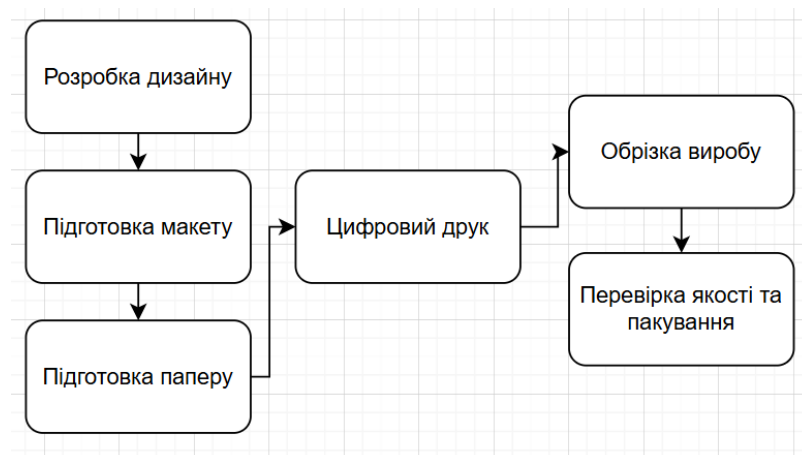 Розробка дизайну
Підготовка макету
Підготовка паперу
Цифровий друк
Обрізка виробу
Перевірка якості та
пакування